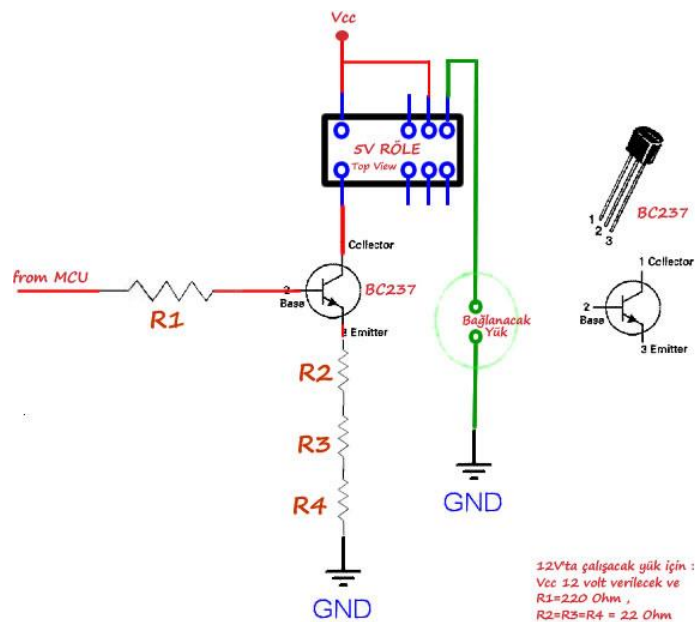 Vcc
5V RÖLE
Top View
1
2
3
BC237
Collector
from MCU
2
Base
BC237
R1
3 Emitter
Bağlanacak
Yük
1 Collector
2
Base
3 Emitter
R2
R3
R4
GND
GND
12V'ta çalışacak yük için :
Vcc 12 volt verilecek ve
R1=220 Ohm ,
R2=R3=R4 = 22 Ohm